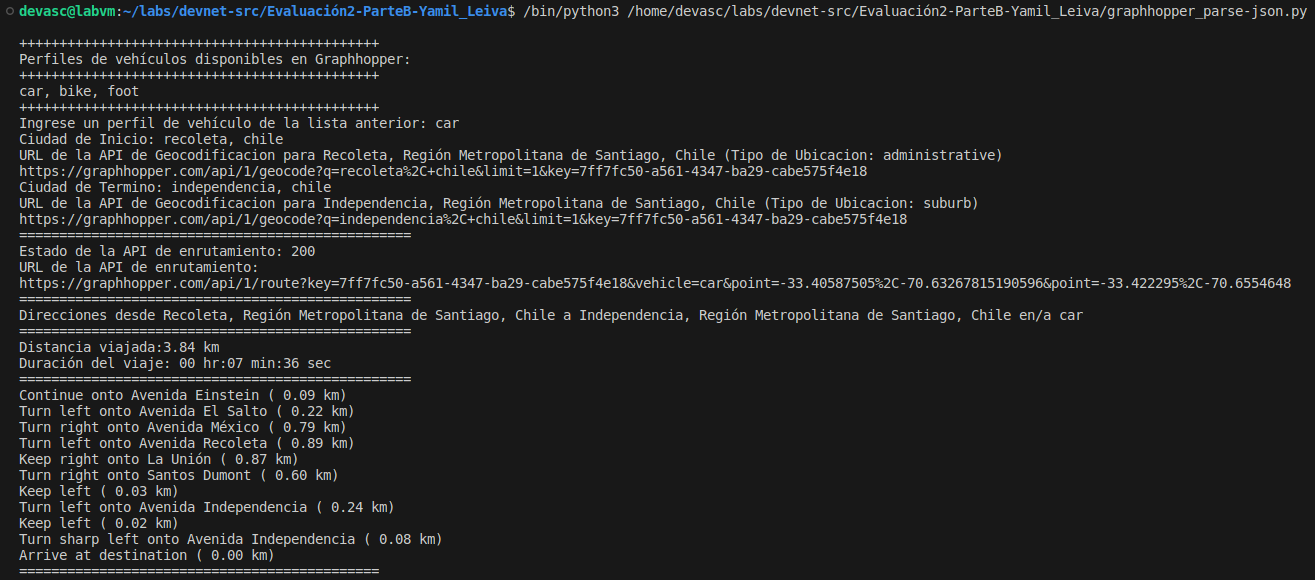 devasc@labvm:~/labs/devnet-src/Evaluación2-ParteB-Yamil_Leiva$ /bin/python3 /home/devasc/labs/devnet-src/Evaluación2-ParteB-Yamil_Leiva/graphhopper_parse-json.py
+++++++++++++++++++++++++++++++++++++++++++++
Perfiles de vehículos disponibles en Graphhopper:
+++++++++++++++++++++++++++++++++++++++++++++
car, bike, foot
+++++++++++++++++++++++++++++++++++++++++++++
Ingrese un perfil de vehículo de la lista anterior: car
Ciudad de Inicio: recoleta, chile
URL de la API de Geocodificacion para Recoleta, Región Metropolitana de Santiago, Chile (Tipo de Ubicacion: administrative)
https://graphhopper.com/api/1/geocode?q=recoleta%2C+chile&limit=1&key=7ff7fc50-a561-4347-ba29-cabe575f4e18
Ciudad de Termino: independencia, chile
URL de la API de Geocodificacion para Independencia, Región Metropolitana de Santiago, Chile (Tipo de Ubicacion: suburb)
https://graphhopper.com/api/1/geocode?q=independencia%2C+chile&limit=1&key=7ff7fc50-a561-4347-ba29-cabe575f4e18
=================================================
Estado de la API de enrutamiento: 200
URL de la API de enrutamiento:
https://graphhopper.com/api/1/route?key=7ff7fc50-a561-4347-ba29-cabe575f4e18&vehicle=car&point=-33.40587505%2C-70.63267815190596&point=-33.422295%2C-70.6554648
=================================================
Direcciones desde Recoleta, Región Metropolitana de Santiago, Chile a Independencia, Región Metropolitana de Santiago, Chile en/a car
=================================================
Distancia viajada:3.84 km
Duración del viaje: 00 hr:07 min:36 sec
=================================================
Continue onto Avenida Einstein ( 0.09 km)
Turn left onto Avenida El Salto ( 0.22 km)
Turn right onto Avenida México ( 0.79 km)
Turn left onto Avenida Recoleta ( 0.89 km)
Keep right onto La Unión ( 0.87 km)
Turn right onto Santos Dumont ( 0.60 km)
Keep left ( 0.03 km)
Turn left onto Avenida Independencia ( 0.24 km)
Keep left ( 0.02 km)
Turn sharp left onto Avenida Independencia ( 0.08 km)
Arrive at destination ( 0.00 km)
=============================================